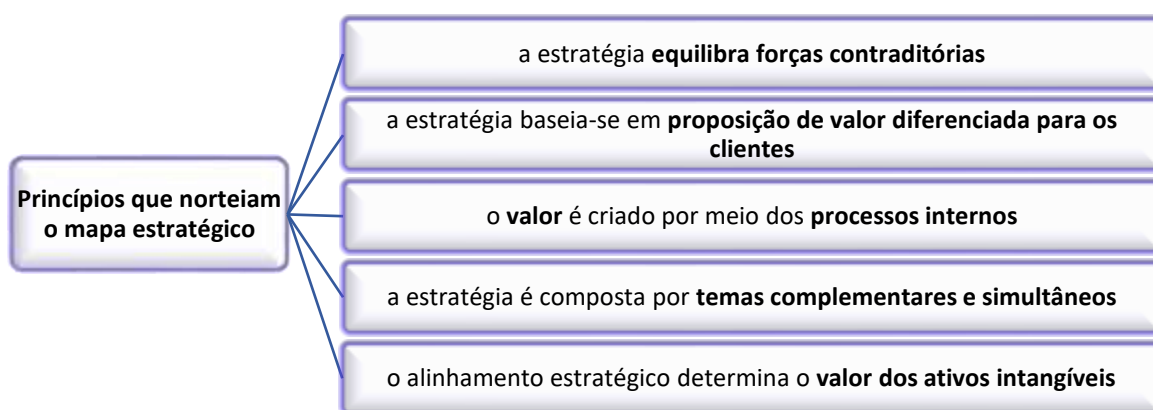 a estratégia equilibra forças contraditórias
a estratégia baseia-se em proposição de valor diferenciada para os
clientes
Princípios que norteiam
o mapa estratégico
o valor é criado por meio dos processos internos
a estratégia é composta por temas complementares e simultâneos
o alinhamento estratégico determina o valor dos ativos intangíveis